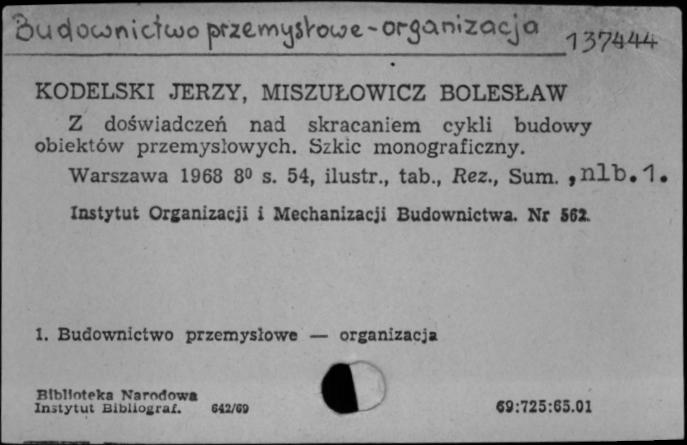 Budownictwo przemysłowe - organizacja
137444
KODELSKI JERZY, MISZUŁOWICZ BOLESŁAW
Z doświadczeń nad skracaniem cykli budowy
obiektów przemysłowych. Szkic monograficzny.
Warszawa 1968 8⁰ s. 54, ilustr., tab., Rez., Sum. , nlb. 1.
Instytut Organizacji i Mechanizacji Budownictwa. Nr 562.
1. Budownictwo przemysłowe — organizacja
Biblioteka Narodowa
Instytut Bibliograf. 642/69
69:725:65.01